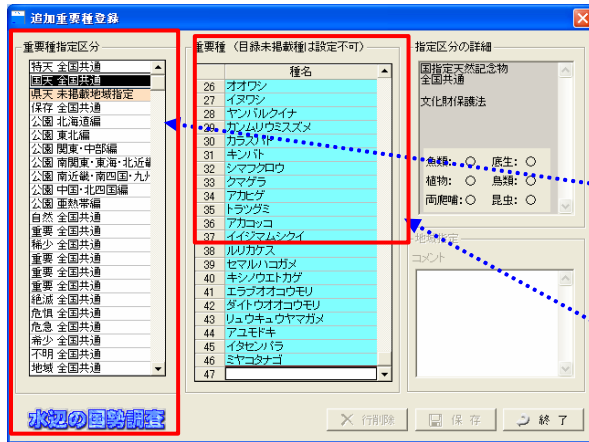 追加重要種登録
重要種指定区分
特天 全国共通
国天 全国共通
県天 未掲載地域指定
保存 全国共通
公園 北海道編
公園 東北編
公園 関東・中部編
公園 南関東・東海・北近
公園 南近畿・南四国・九
公園 中国・北四国編
公園 亜熱帯編
自然 全国共通
重要 全国共通
稀少 全国共通
重要 全国共通
重要 全国共通
重要 全国共通
絶滅 全国共通
危惧 全国共通
危急 全国共通
希少 全国共通
不明 全国共通
地域 全国共通
水辺の国勢調査
重要種 (目録未掲載種は設定不可)
種名
26 オオワシ
27 イヌワシ
28 ヤンバルクイナ
29 カンムリウミスズメ
30 カラスバト
31 キンバト
32 シマフクロウ
33 クマゲラ
34 アカヒゲ
35 トラツグミ
36 アカコッコ
37 イイジマムシクイ
38 ルリカケス
39 セマルハコガメ
40 キシノウエトカゲ
41 エラブオオコウモリ
42 ダイトウオオコウモリ
43 リュウキュウヤマガメ
44 アユモドキ
45 イタセンパラ
46 ミヤコタナゴ
47
指定区分の詳細
国指定天然記念物
全国共通
文化財保護法
魚類: ○ 底生: ○
植物: ○ 鳥類: ○
両爬哺: ○ 昆虫: ○
地域指定
コメント
行削除
保 存
終 了